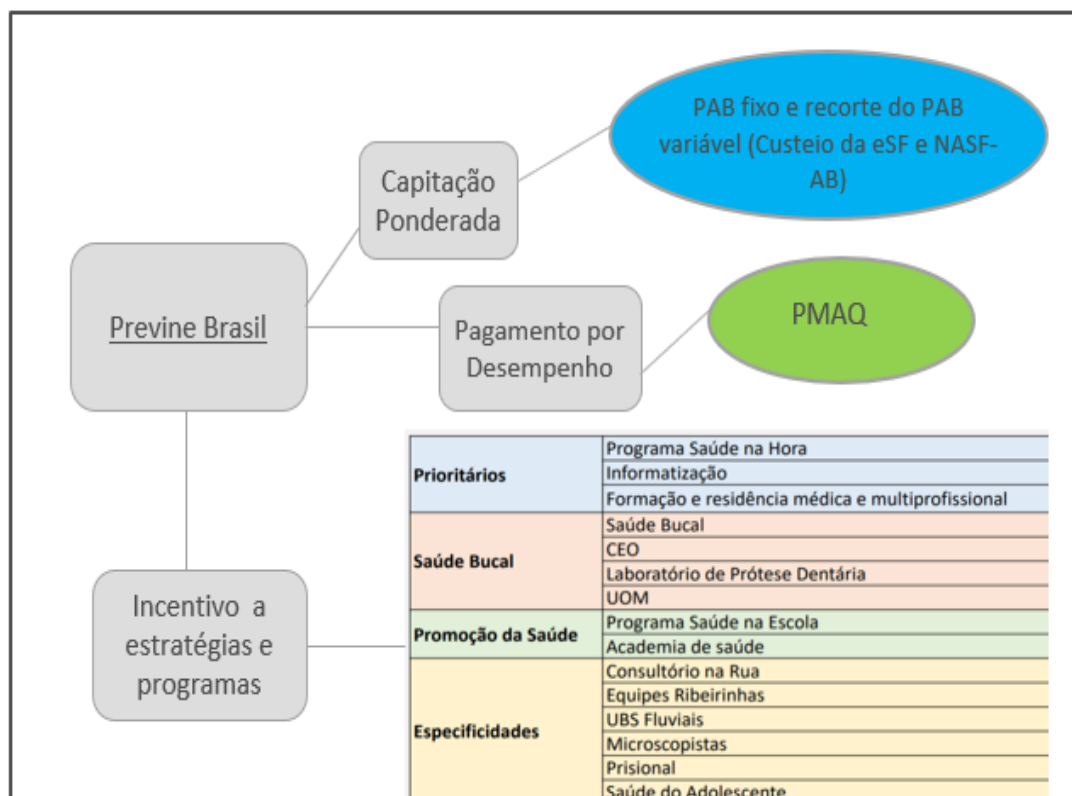 PAB fixo e recorte do PAB
variável (Custeio da eSF e NASF-
AB)
Capitação
Ponderada
Previne Brasil
Pagamento por
Desempenho
PMAQ
Incentivo a
estratégias e
programas
Prioritários
Programa Saúde na Hora
Informatização
Formação e residência médica e multiprofissional
Saúde Bucal
Saúde Bucal
CEO
Laboratório de Prótese Dentária
UOM
Promoção da Saúde
Programa Saúde na Escola
Academia de saúde
Especificidades
Consultório na Rua
Equipes Ribeirinhas
UBS Fluviais
Microscopistas
Prisional
Saúde do Adolescente